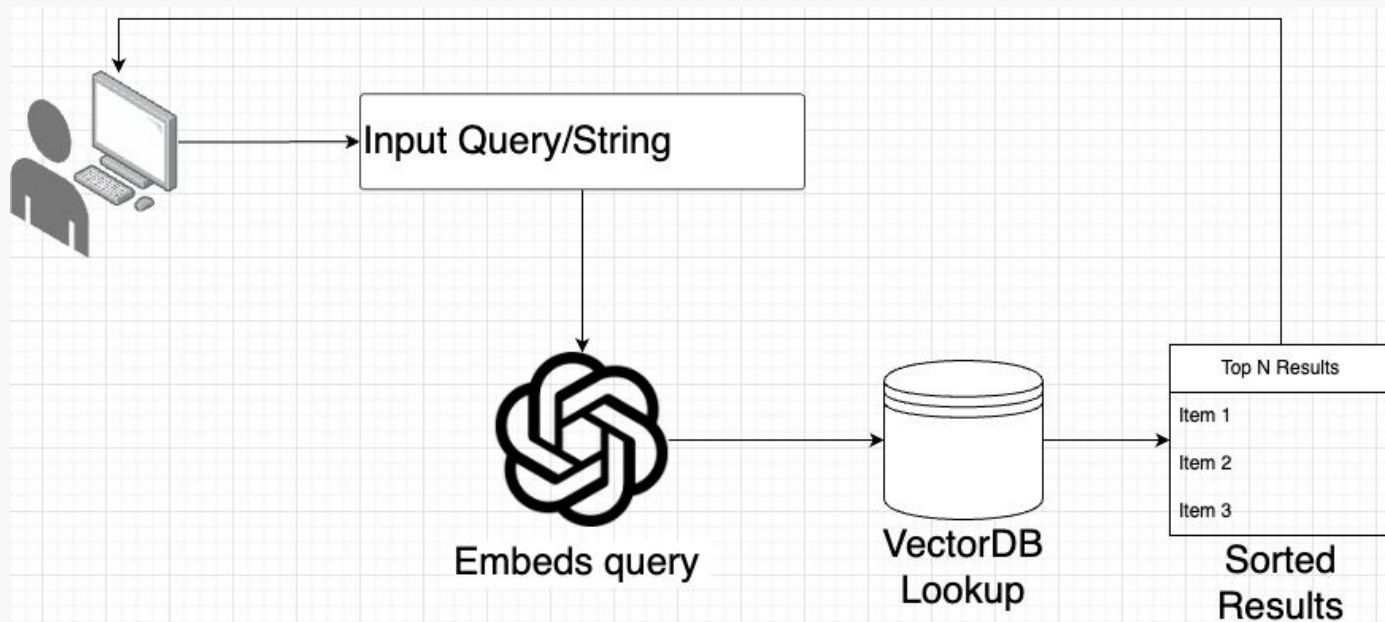 Input Query/String
Embeds query
VectorDB
Lookup
Top N Results
Item 1
Item 2
Item 3
Sorted
Results